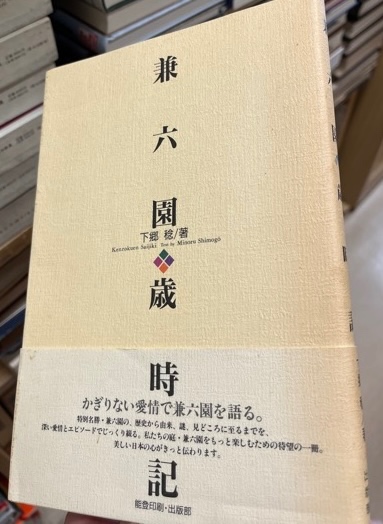 兼六園歳時記
下郷 稔/著
Kenrokuen Saijiki Text by Minoru Shimogō
かぎりない愛情で兼六園を語る。
特別名勝・兼六園の、歴史から由来、謎、見どころに至るまでを、
深い愛情とエピソードでじっくり綴る。私たちの庭・兼六園をもっと楽しむための待望の一冊。
美しい日本の心がきっと伝わります。
能登印刷・出版部